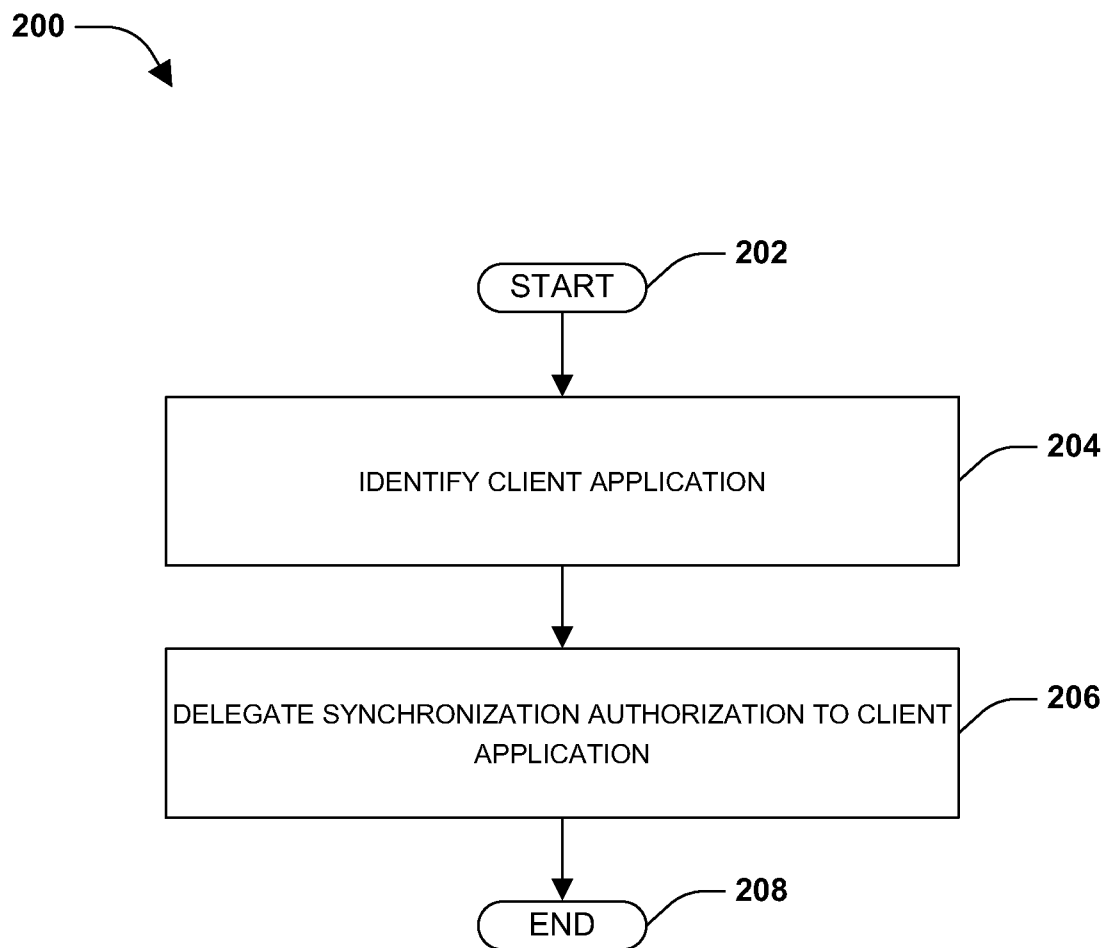 200
202
START
204
IDENTIFY CLIENT APPLICATION
206
DELEGATE SYNCHRONIZATION AUTHORIZATION TO CLIENT
APPLICATION
208
END